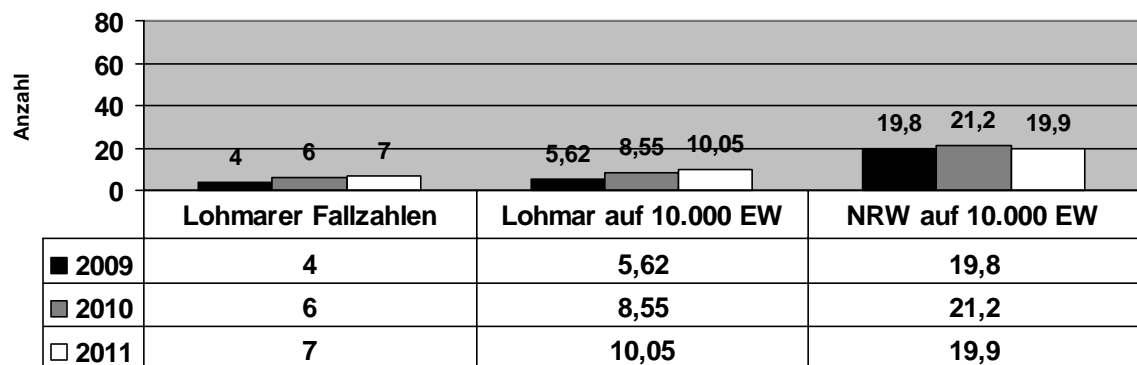 80
60
40
20
0
Anzahl
4 6 7 5,62 8,55 10,05 19,8 21,2 19,9
Lohmarer Fallzahlen Lohmar auf 10.000 EW NRW auf 10.000 EW
2009 4 5,62 19,8
2010 6 8,55 21,2
2011 7 10,05 19,9